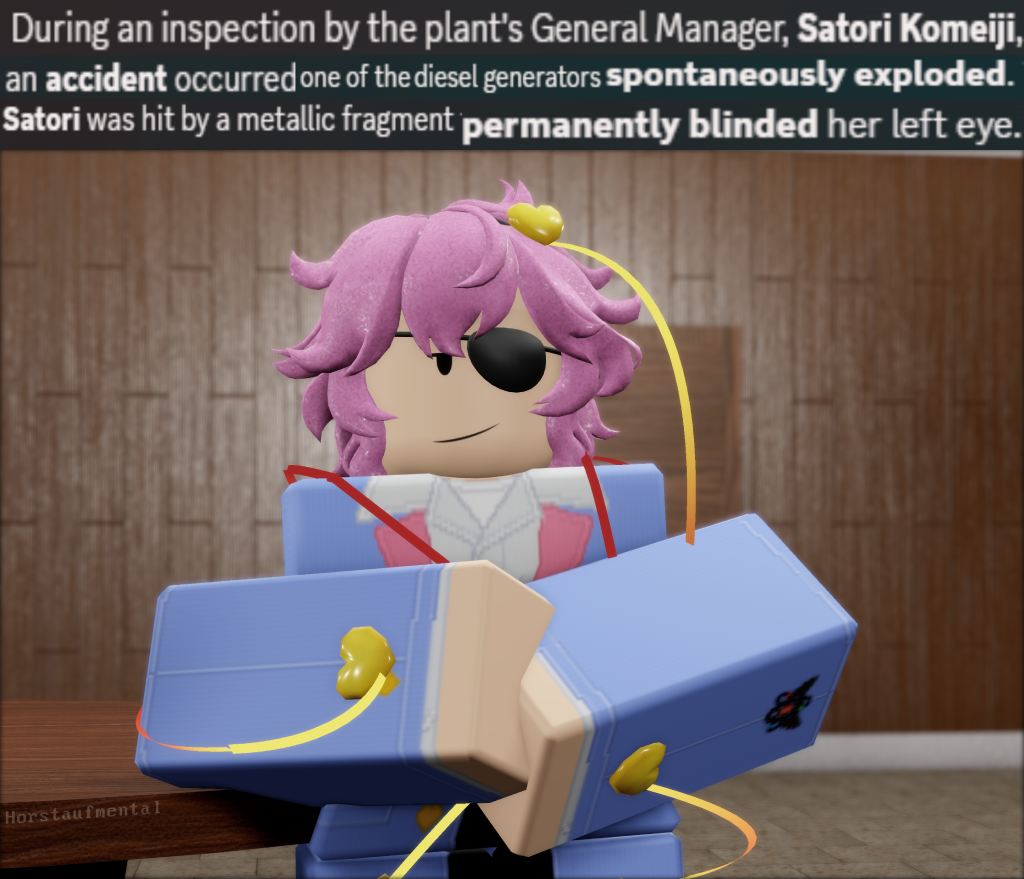 During an inspection by the plant's General Manager, Satori Komeiji,
an accident occurred one of the diesel generators spontaneously exploded.
Satori was hit by a metallic fragment permanently blinded her left eye.
Horstaufmental